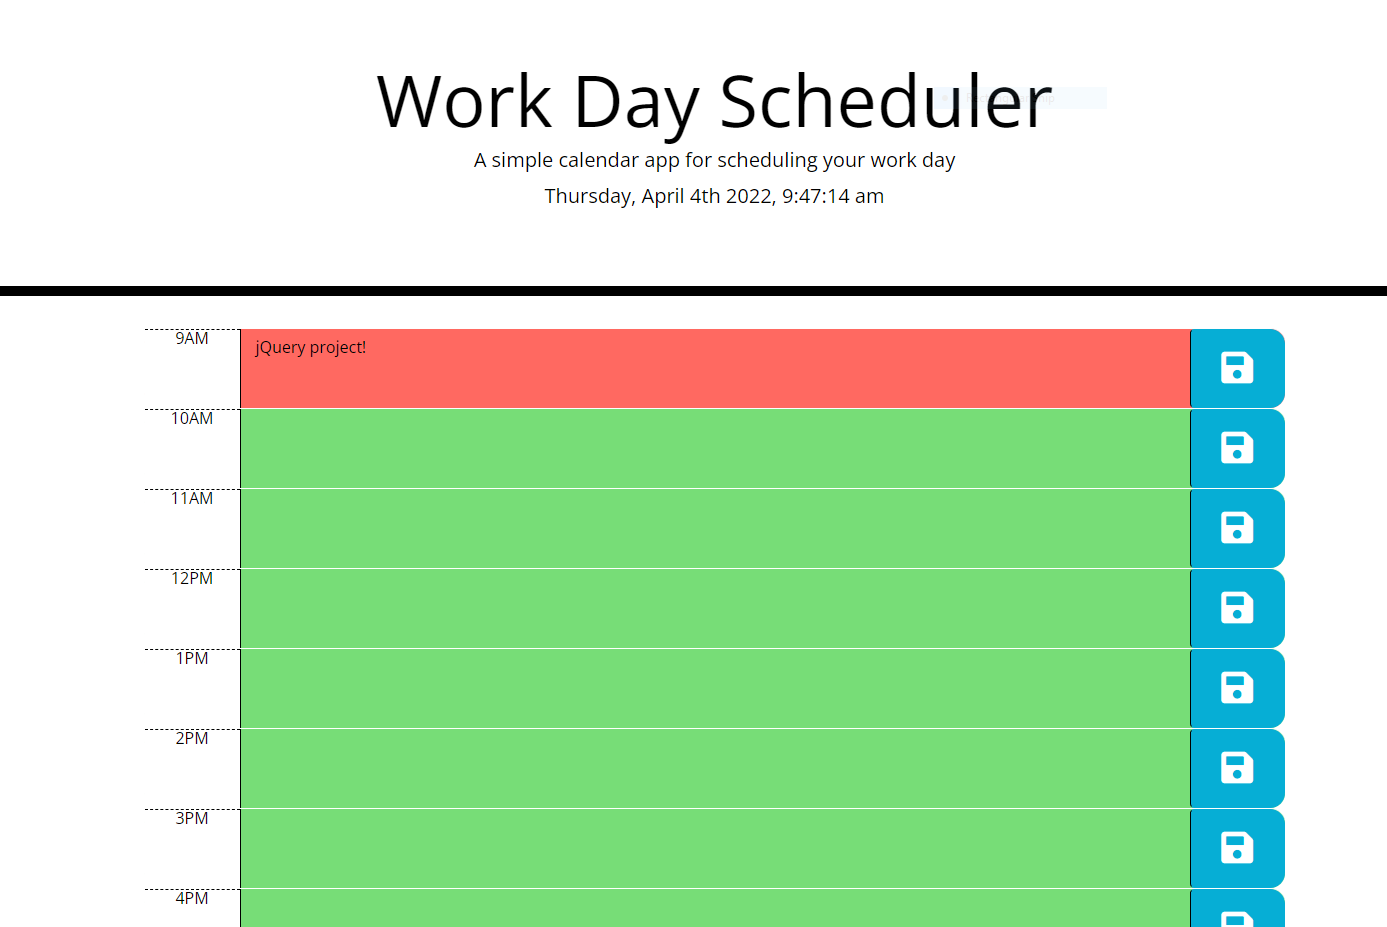 Work Day Scheduler
A simple calendar app for scheduling your work day
Thursday, April 4th 2022, 9:47:14 am
9AM
jQuery project!
10AM
11AM
12PM
1PM
2PM
3PM
4PM